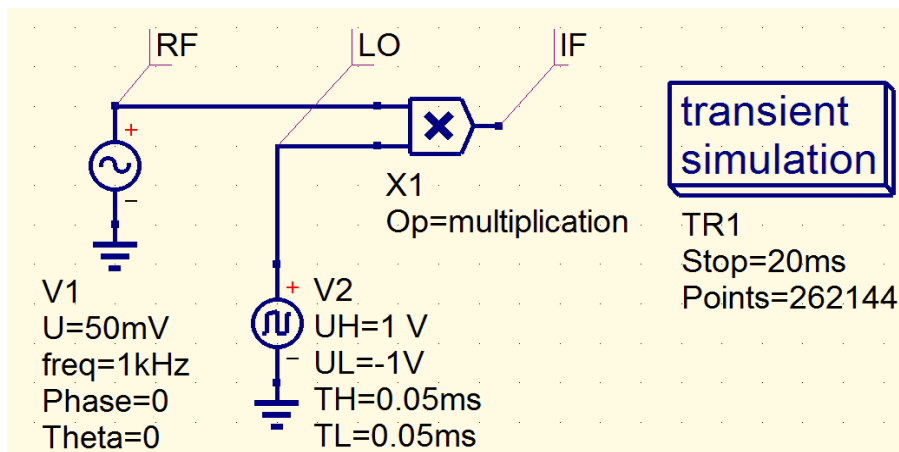 RF
LO
IF
X1
Op=multiplication
transient
simulation
TR1
Stop=20ms
Points=262144
V1
U=50mV
freq=1kHz
Phase=0
Theta=0
V2
UH=1 V
UL=-1V
TH=0.05ms
TL=0.05ms